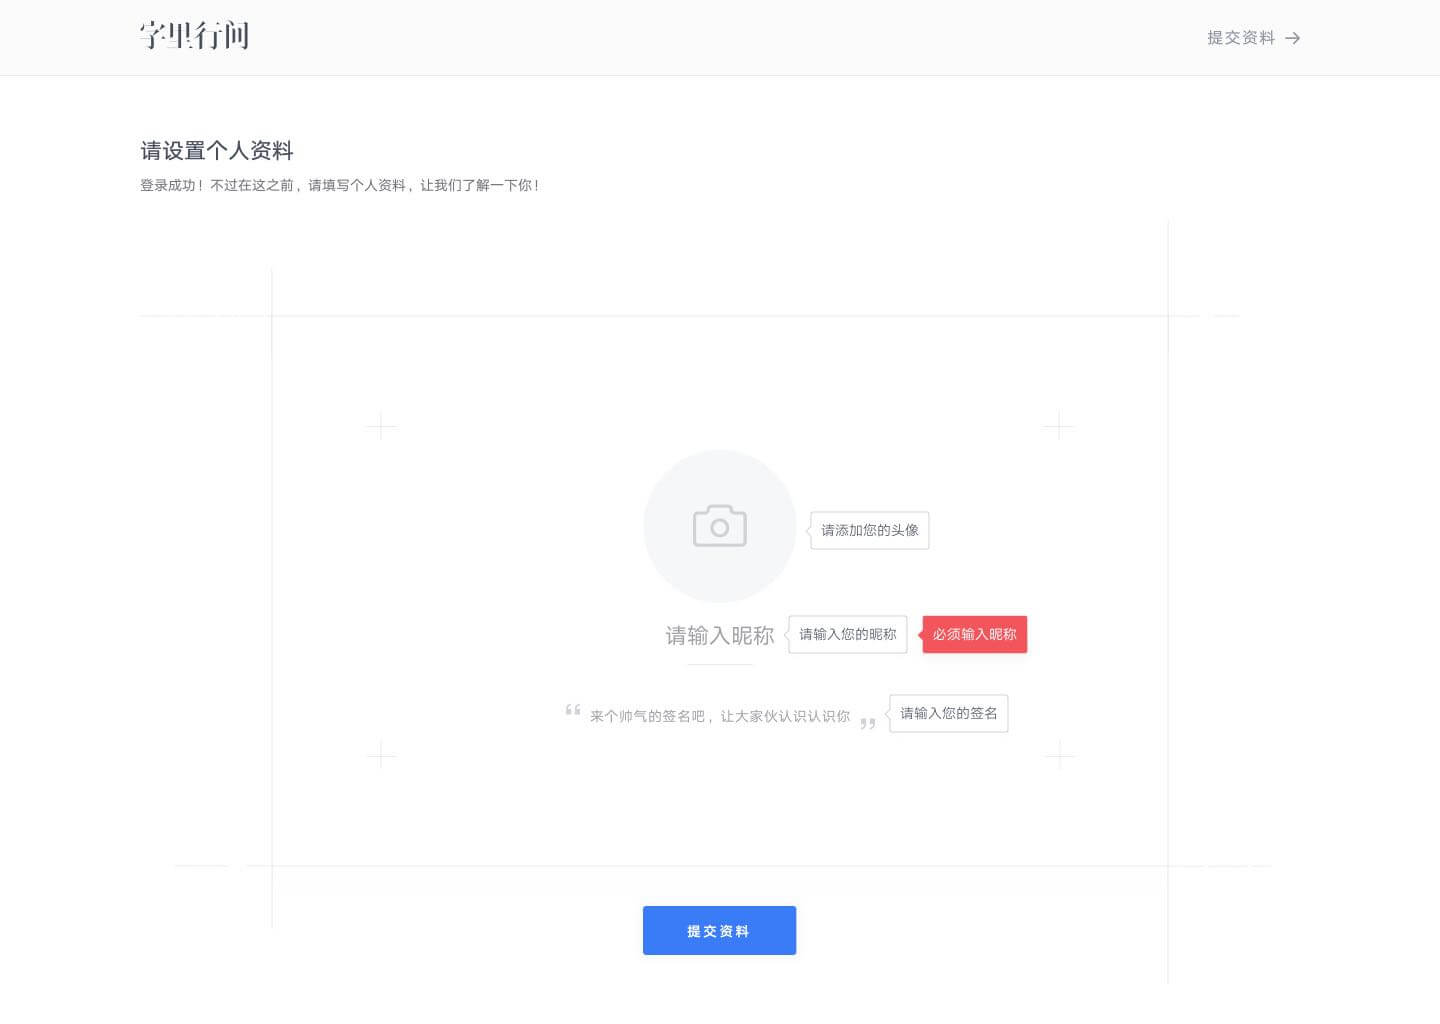 字里行间
提交资料 →
请设置个人资料
登录成功！不过在这之前，请填写个人资料，让我们了解一下你！
请添加您的头像
请输入昵称
请输入您的昵称
必须输入昵称
“ 来个帅气的签名吧，让大家伙认识认识你 ”
请输入您的签名
提交资料